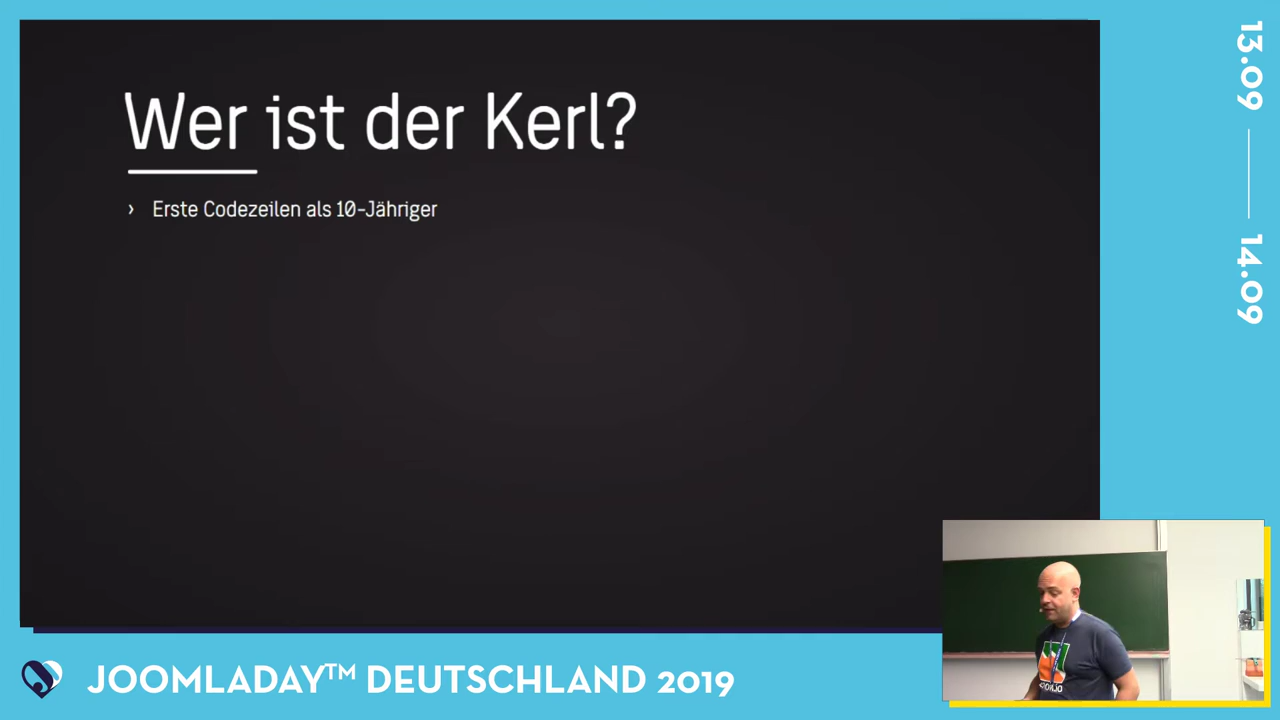 Wer ist der Kerl?
› Erste Codezeilen als 10-Jähriger
13.09
14.09
JOOMLADAY™ DEUTSCHLAND 2019